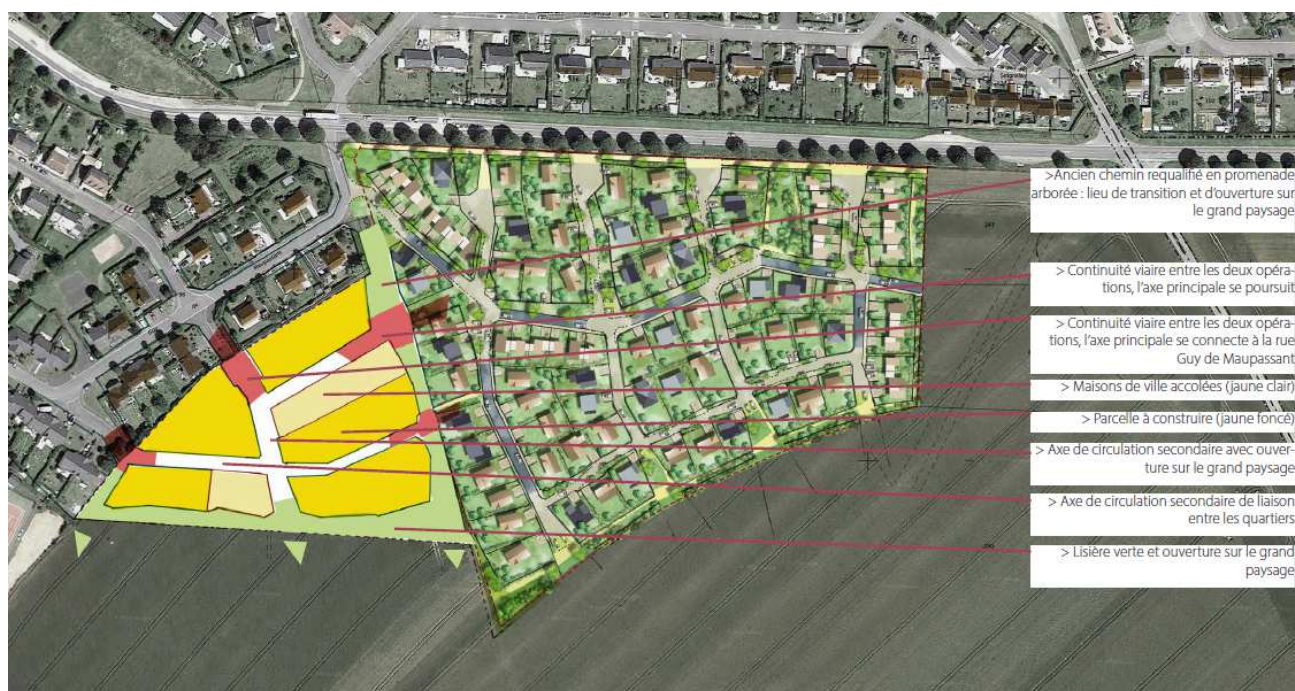 >Ancien chemin requalifié en promenade
arborée : lieu de transition et d'ouverture sur
le grand paysage
> Continuité viaire entre les deux opéra-
tions, l'axe principale se poursuit
> Continuité viaire entre les deux opéra-
tions, l'axe principale se connecte à la rue
Guy de Maupassant
> Maisons de ville accolées (jaune clair)
> Parcelle à construire (jaune foncé)
> Axe de circulation secondaire avec ouver-
ture sur le grand paysage
> Axe de circulation secondaire de liaison
entre les quartiers
> Lisière verte et ouverture sur le grand
paysage